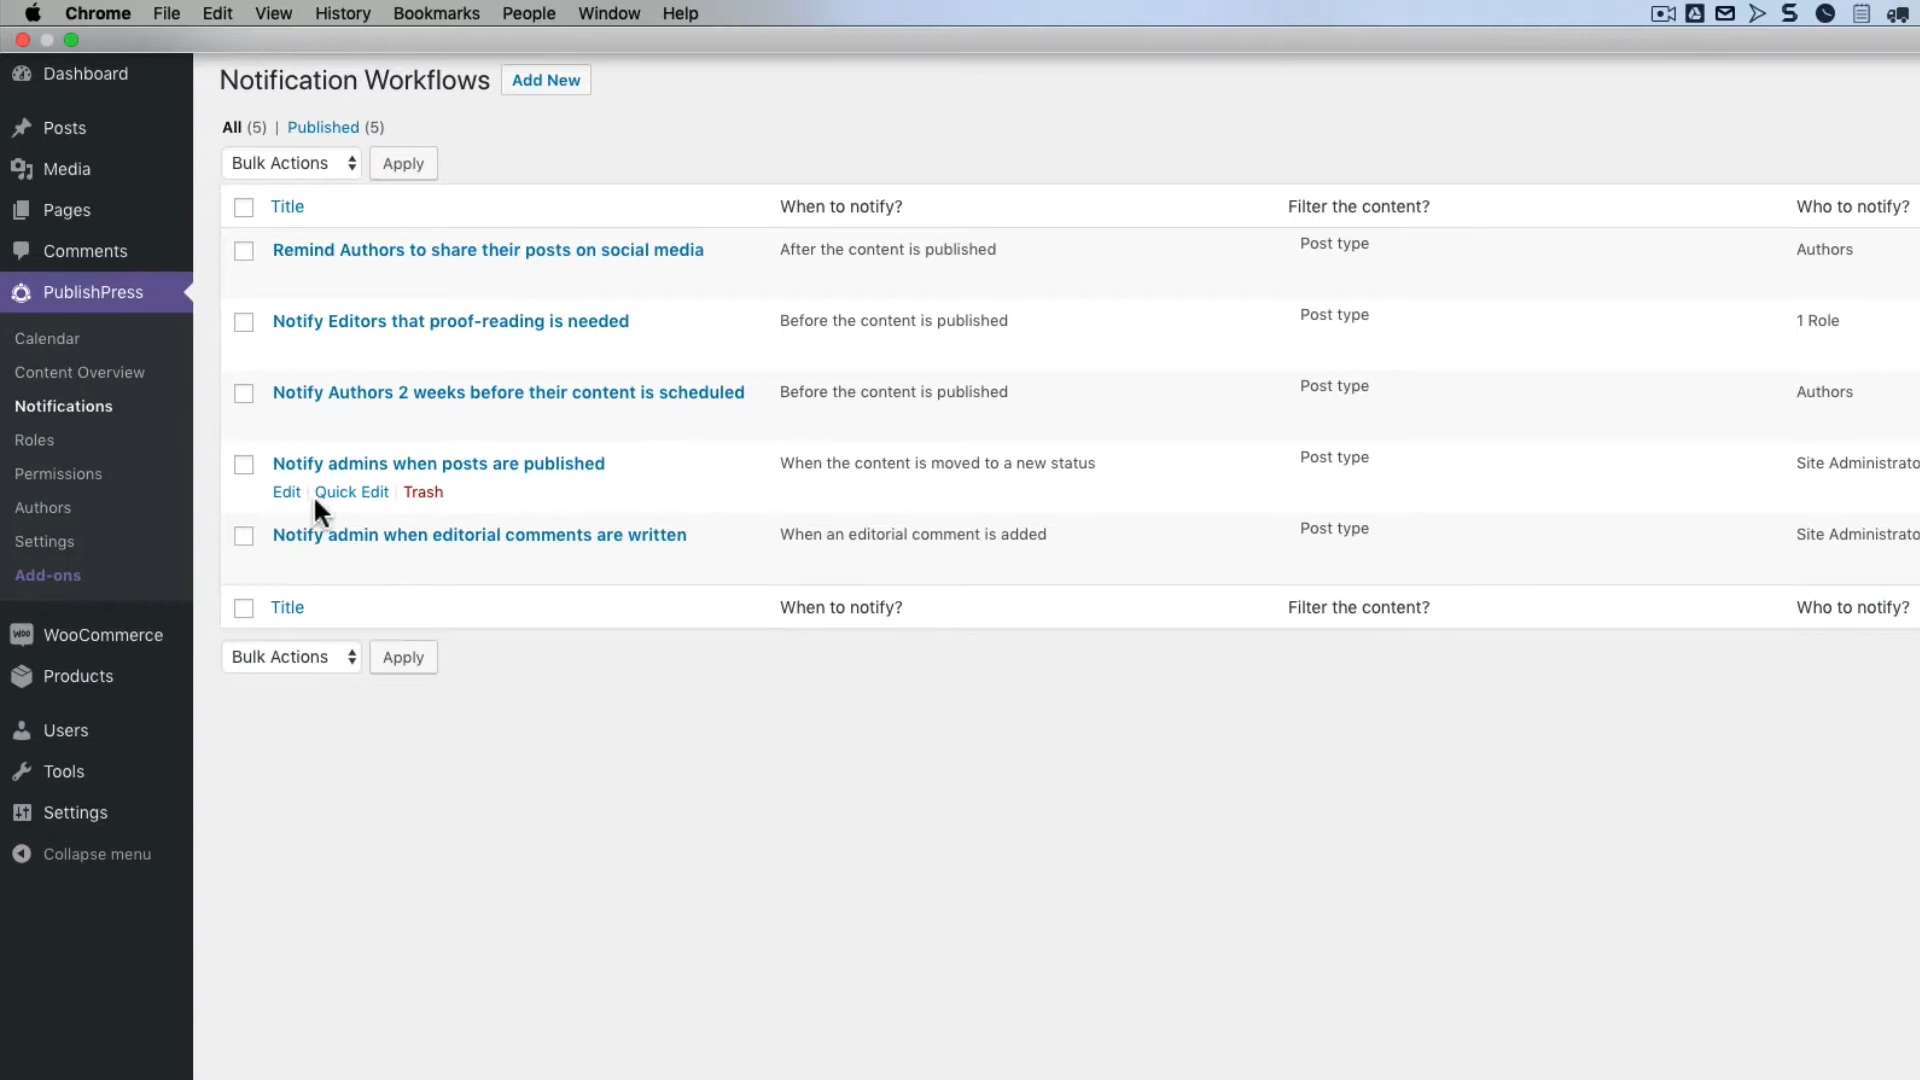 Chrome File Edit View History Bookmarks People Window Help
Dashboard
Posts
Media
Pages
Comments
PublishPress
Calendar
Content Overview
Notifications
Roles
Permissions
Authors
Settings
Add-ons
WooCommerce
Products
Users
Tools
Settings
Collapse menu
Notification Workflows Add New
All (5) | Published (5)
Bulk Actions Apply
Title When to notify? Filter the content? Who to notify?
Remind Authors to share their posts on social media After the content is published Post type Authors
Notify Editors that proof-reading is needed Before the content is published Post type 1 Role
Notify Authors 2 weeks before their content is scheduled Before the content is published Post type Authors
Notify admins when posts are published When the content is moved to a new status Post type Site Administrato
Edit | Quick Edit | Trash
Notify admin when editorial comments are written When an editorial comment is added Post type Site Administrato
Title When to notify? Filter the content? Who to notify?
Bulk Actions Apply